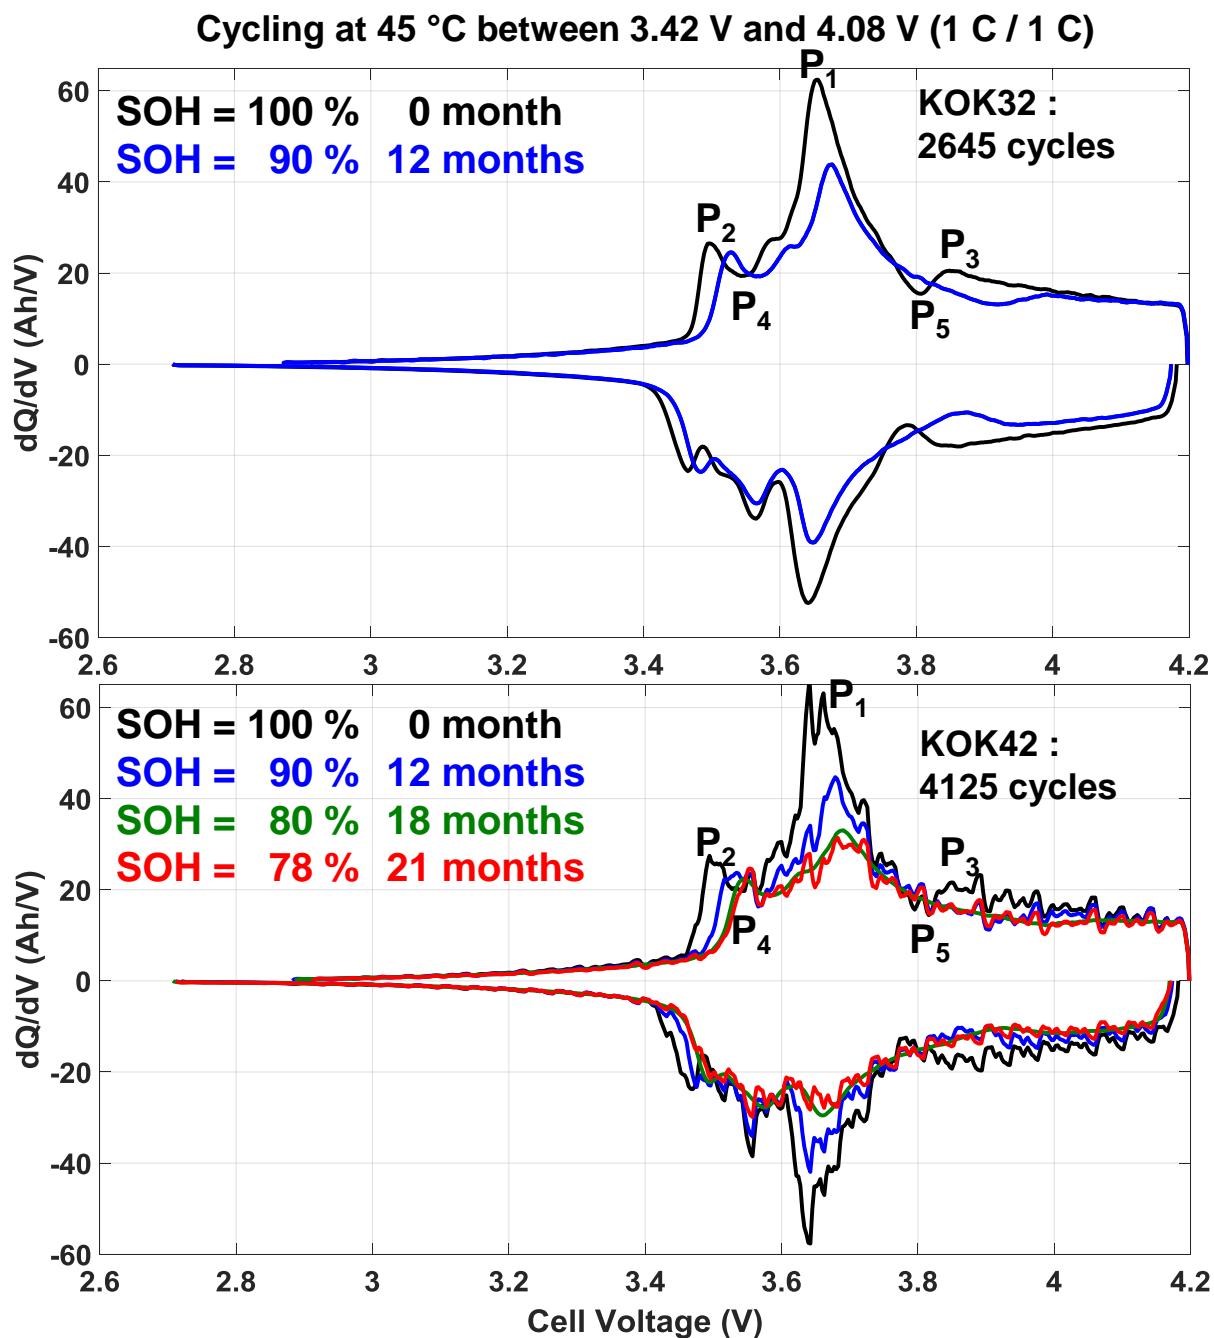 Cycling at 45 °C between 3.42 V and 4.08 V (1 C / 1 C)
SOH = 100 % 0 month
SOH = 90 % 12 months
KOK32 :
2645 cycles
P1
P2
P3
P4
P5
dQ/dV (Ah/V)
60
40
20
0
-20
-40
-60
2.6 2.8 3 3.2 3.4 3.6 3.8 4 4.2
SOH = 100 % 0 month
SOH = 90 % 12 months
SOH = 80 % 18 months
SOH = 78 % 21 months
KOK42 :
4125 cycles
P1
P2
P3
P4
P5
dQ/dV (Ah/V)
60
40
20
0
-20
-40
-60
2.6 2.8 3 3.2 3.4 3.6 3.8 4 4.2
Cell Voltage (V)